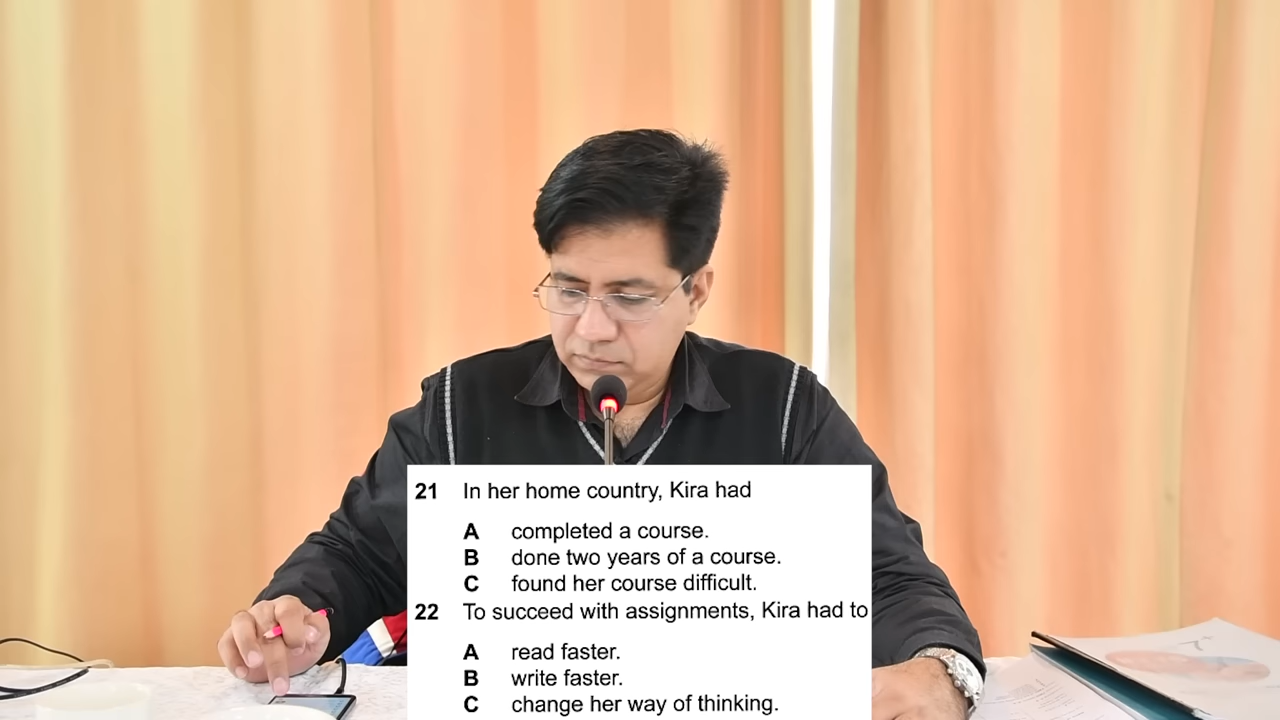 21 In her home country, Kira had
A completed a course.
B done two years of a course.
C found her course difficult.
22 To succeed with assignments, Kira had to
A read faster.
B write faster.
C change her way of thinking.